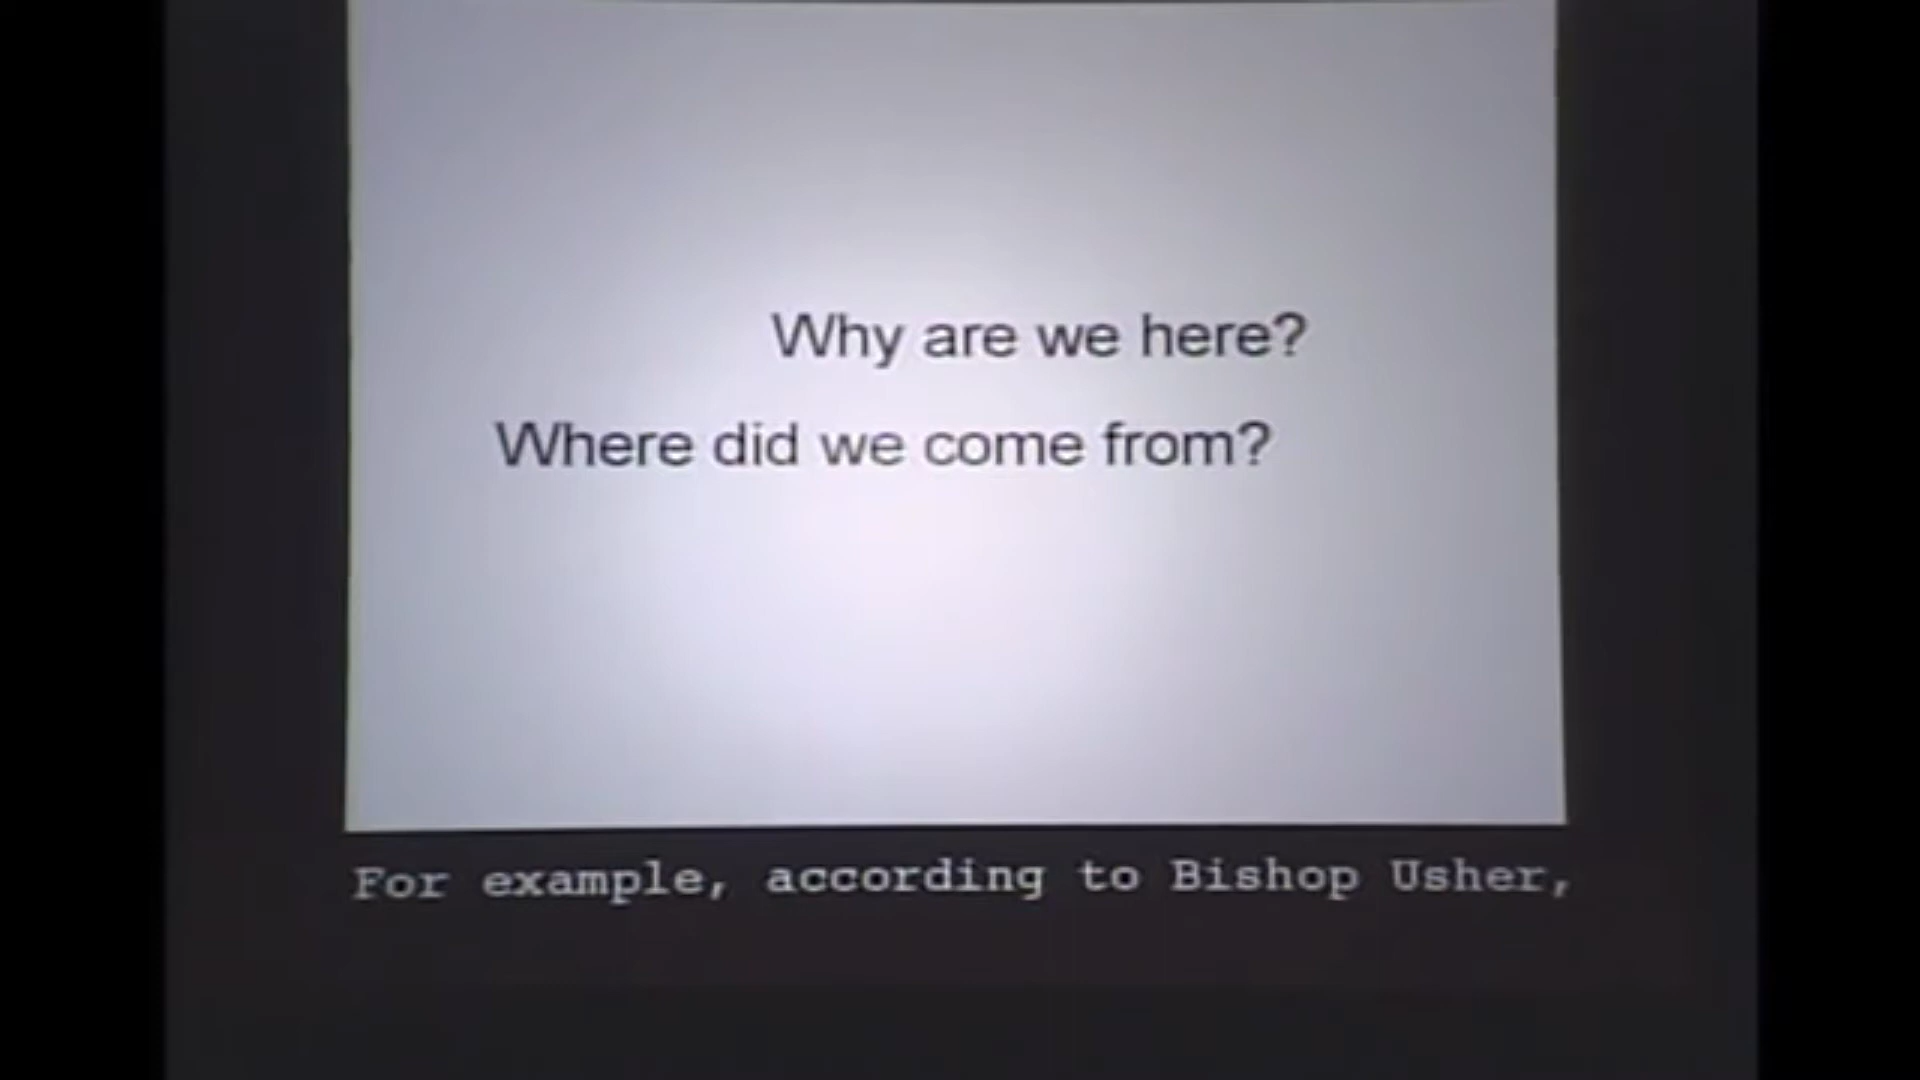 Why are we here?
Where did we come from?
For example, according to Bishop Usher,